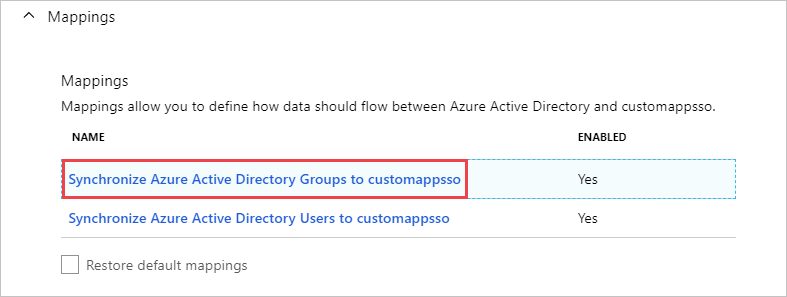 Mappings
Mappings
Mappings allow you to define how data should flow between Azure Active Directory and customappsso.
NAME ENABLED
Synchronize Azure Active Directory Groups to customappsso Yes
Synchronize Azure Active Directory Users to customappsso Yes
Restore default mappings